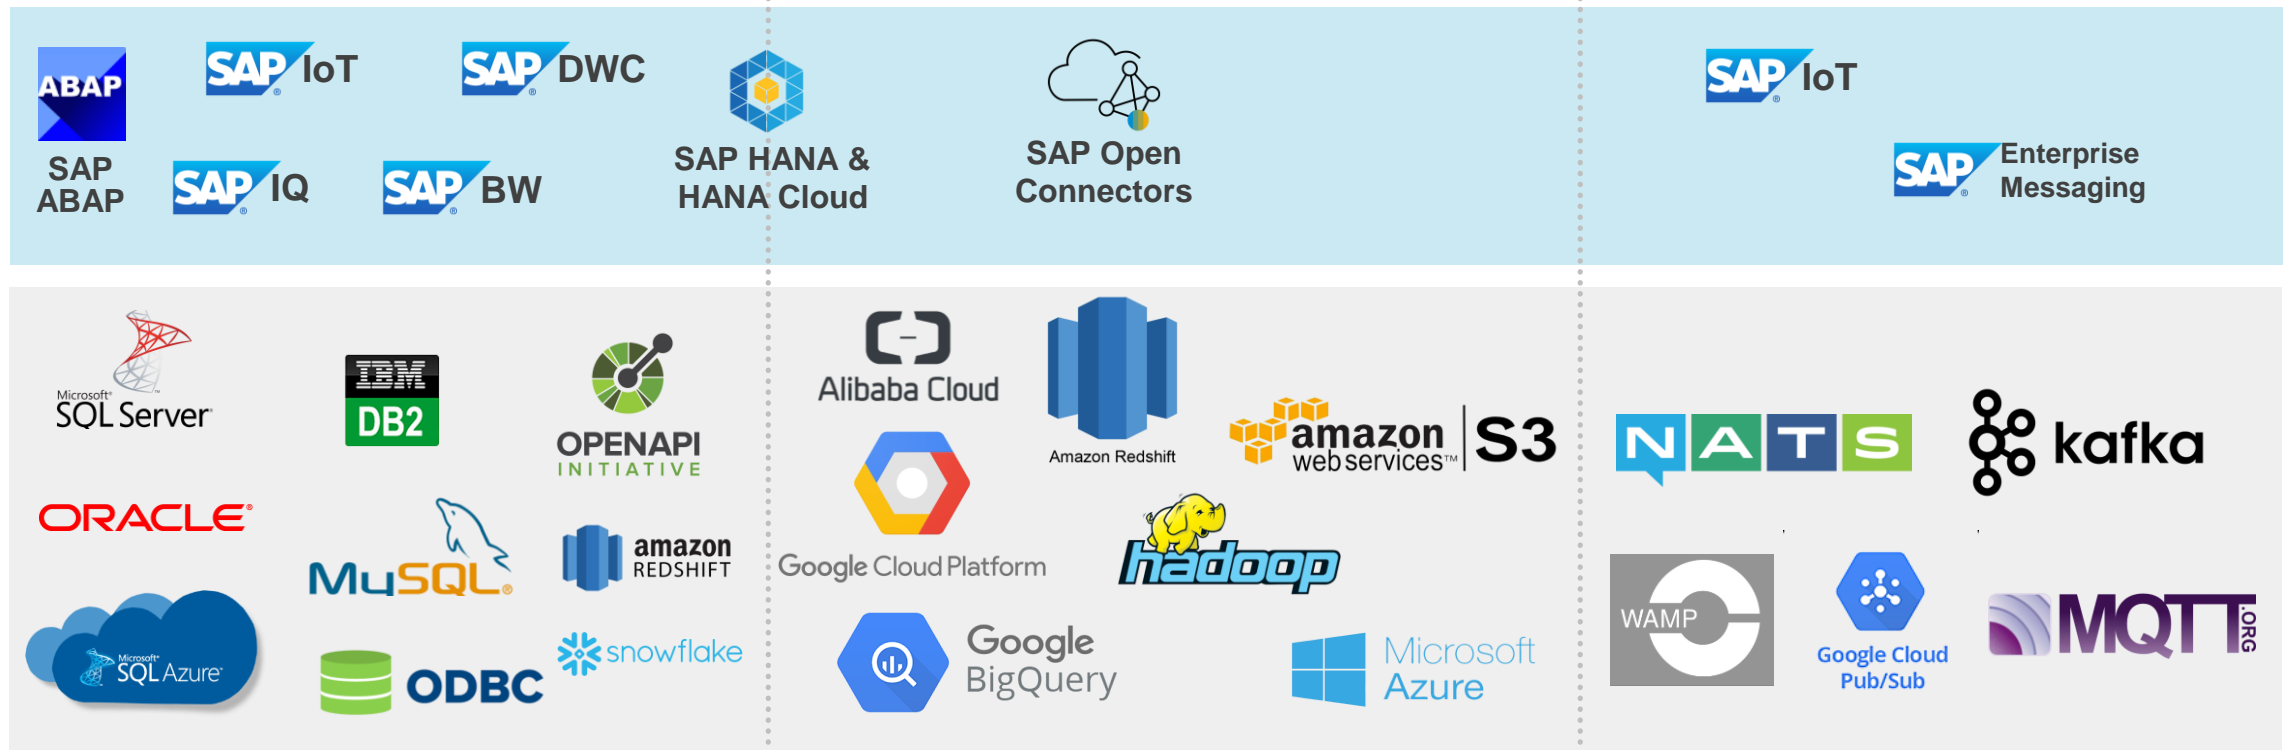 ABAP
SAP
ABAP
SAP® IoT
SAP® DWC
SAP® IQ
SAP® BW
SAP HANA &
HANA Cloud
SAP Open
Connectors
SAP® IoT
SAP® Enterprise
Messaging
Microsoft®
SQL Server®
IBM
DB2
OPENAPI
INITIATIVE
ORACLE®
MySQL®
amazon
REDSHIFT
Microsoft®
SQL Azure™
ODBC
snowflake
Alibaba Cloud
Amazon Redshift
amazon
web services™
S3
Google Cloud Platform
hadoop
Google
BigQuery
Microsoft
Azure
NATS
kafka
, ,
WAMP
Google Cloud
Pub/Sub
MQTT.ORG